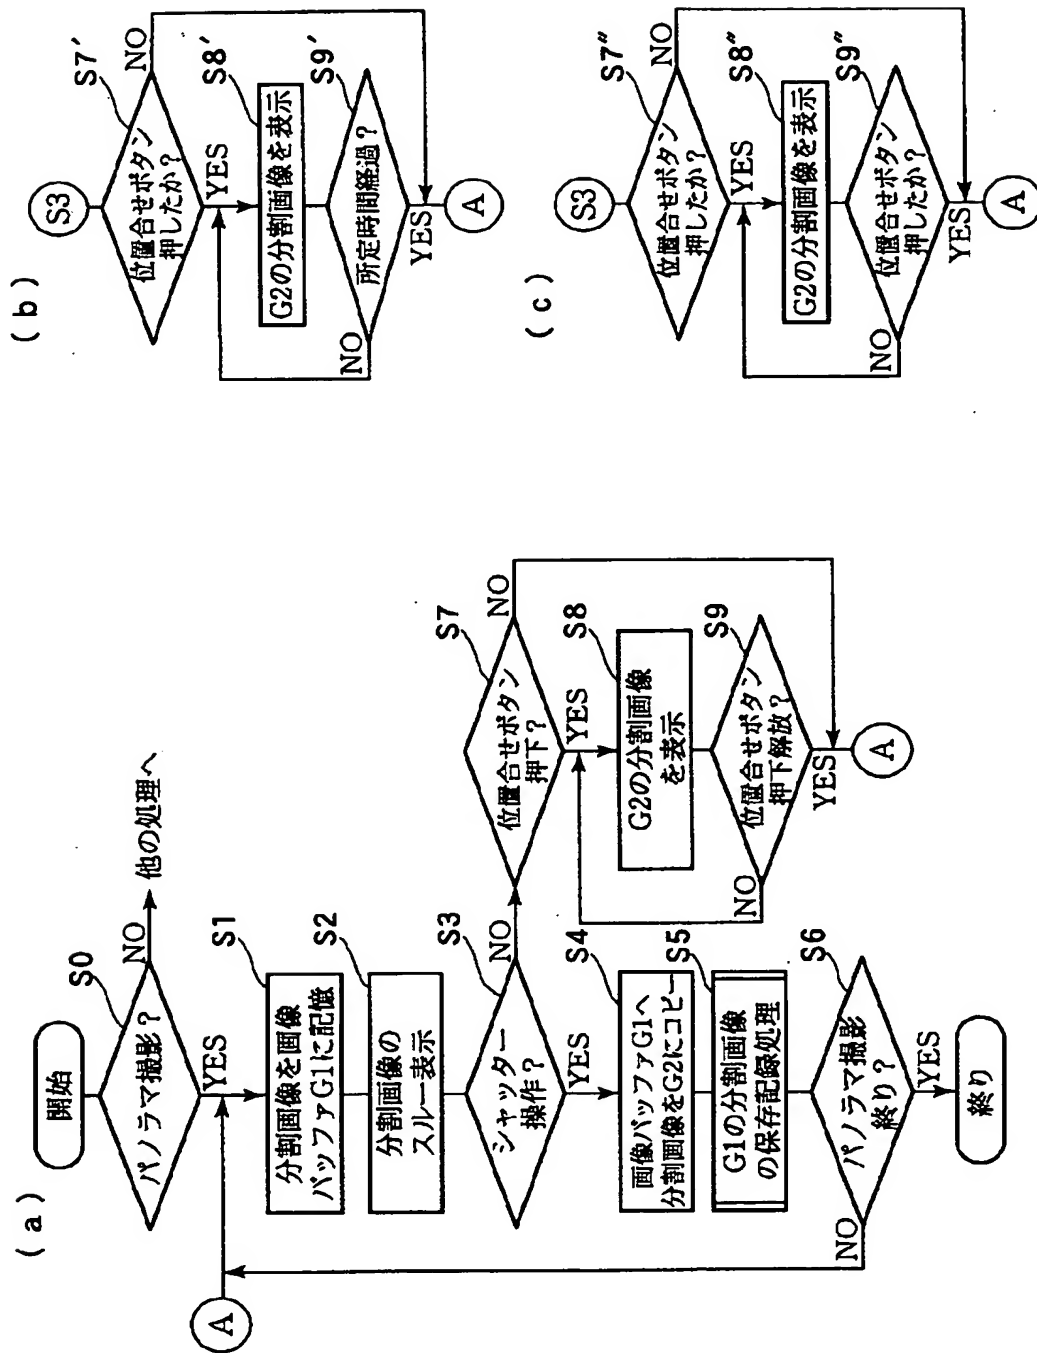 (a)
開始
パノラマ撮影?
S0
NO
他の処理へ
YES
A
分割画像を画像
バッファG1に記憶
S1
分割画像の
スルー表示
S2
シャッター
操作?
S3
NO
YES
画像バッファG1へ
分割画像をG2にコピー
S4
G1の分割画像
の保存記録処理
S5
パノラマ撮影
終り?
S6
NO
YES
終り
位置合せボタン
押下?
S7
NO
YES
G2の分割画像
を表示
S8
位置合せボタン
押下解放?
S9
NO
YES
A
(b)
S3
位置合せボタン
押したか?
S7′
NO
YES
G2の分割画像を表示
S8′
所定時間経過?
S9′
NO
YES
A
(c)
S3
位置合せボタン
押したか?
S7″
NO
YES
G2の分割画像を表示
S8″
位置合せボタン
押したか?
S9″
NO
YES
A